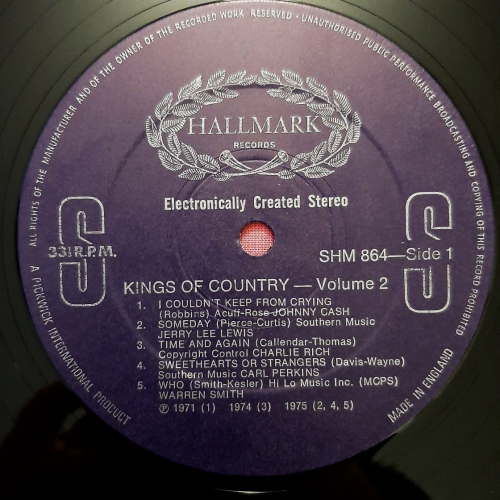 ALL RIGHTS OF THE MANUFACTURER AND OF THE OWNER OF THE RECORDED WORK RESERVED · UNAUTHORISED PUBLIC PERFORMANCE BROADCASTING AND COPYING OF THIS RECORD PROHIBITED
HALLMARK
RECORDS
Electronically Created Stereo
S
S
33⅓ R.P.M.
SHM 864—Side 1
KINGS OF COUNTRY — Volume 2
1. I COULDN'T KEEP FROM CRYING
(Robbins) Acuff-Rose JOHNNY CASH
2. SOMEDAY (Pierce-Curtis) Southern Music
JERRY LEE LEWIS
3. TIME AND AGAIN (Callendar-Thomas)
Copyright Control CHARLIE RICH
4. SWEETHEARTS OR STRANGERS (Davis-Wayne)
Southern Music CARL PERKINS
5. WHO (Smith-Kesler) Hi Lo Music Inc. (MCPS)
WARREN SMITH
℗ 1971 (1) 1974 (3) 1975 (2, 4, 5)
A PICKWICK INTERNATIONAL PRODUCT
MADE IN ENGLAND